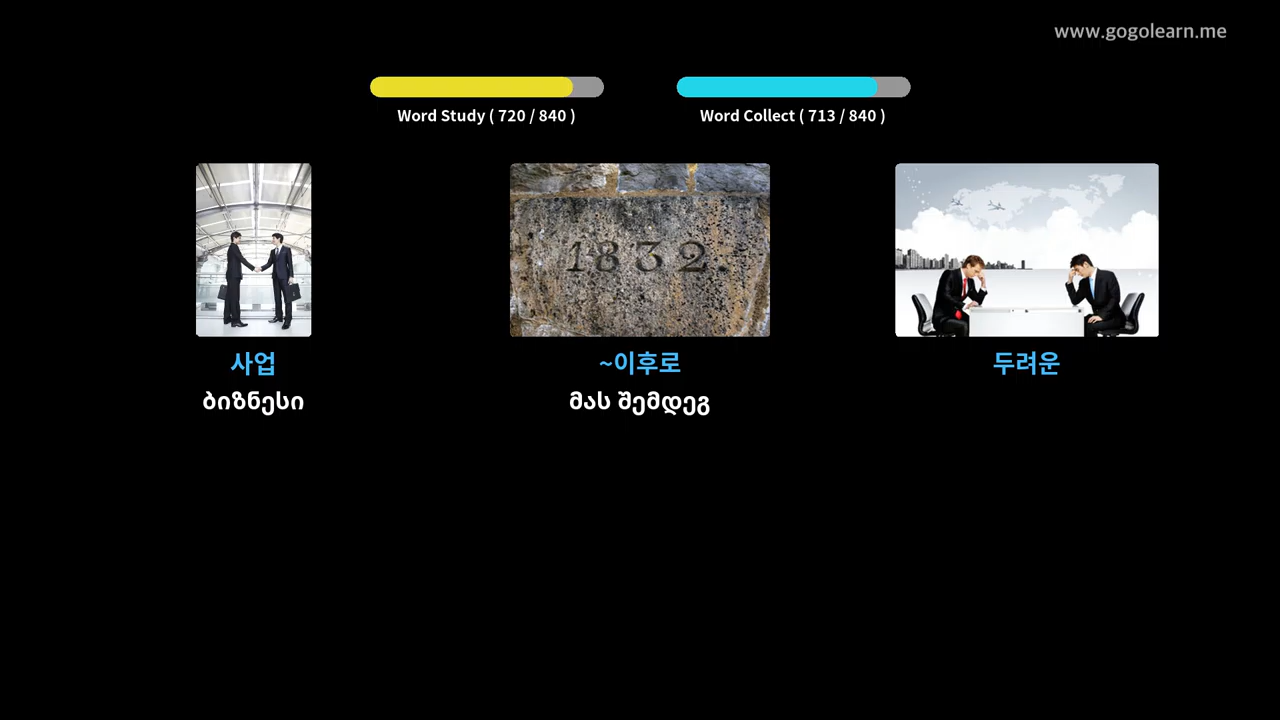 www.gogolearn.me
Word Study ( 720 / 840 )
Word Collect ( 713 / 840 )
1832.
사업
~이후로
두려운
ბიზნესი
მას შემდეგ